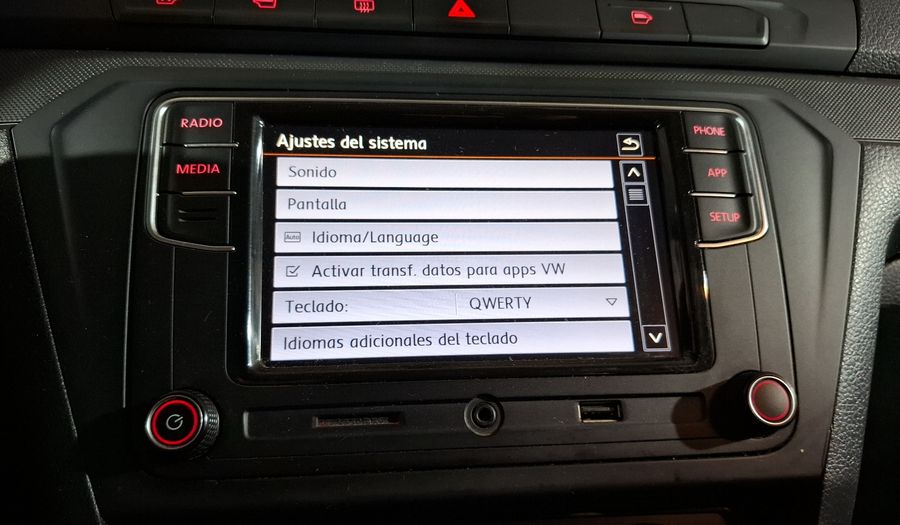 RADIO
MEDIA
Ajustes del sistema
Sonido
Pantalla
Auto Idioma/Language
Activar transf. datos para apps VW
Teclado: QWERTY
Idiomas adicionales del teclado
PHONE
APP
SETUP